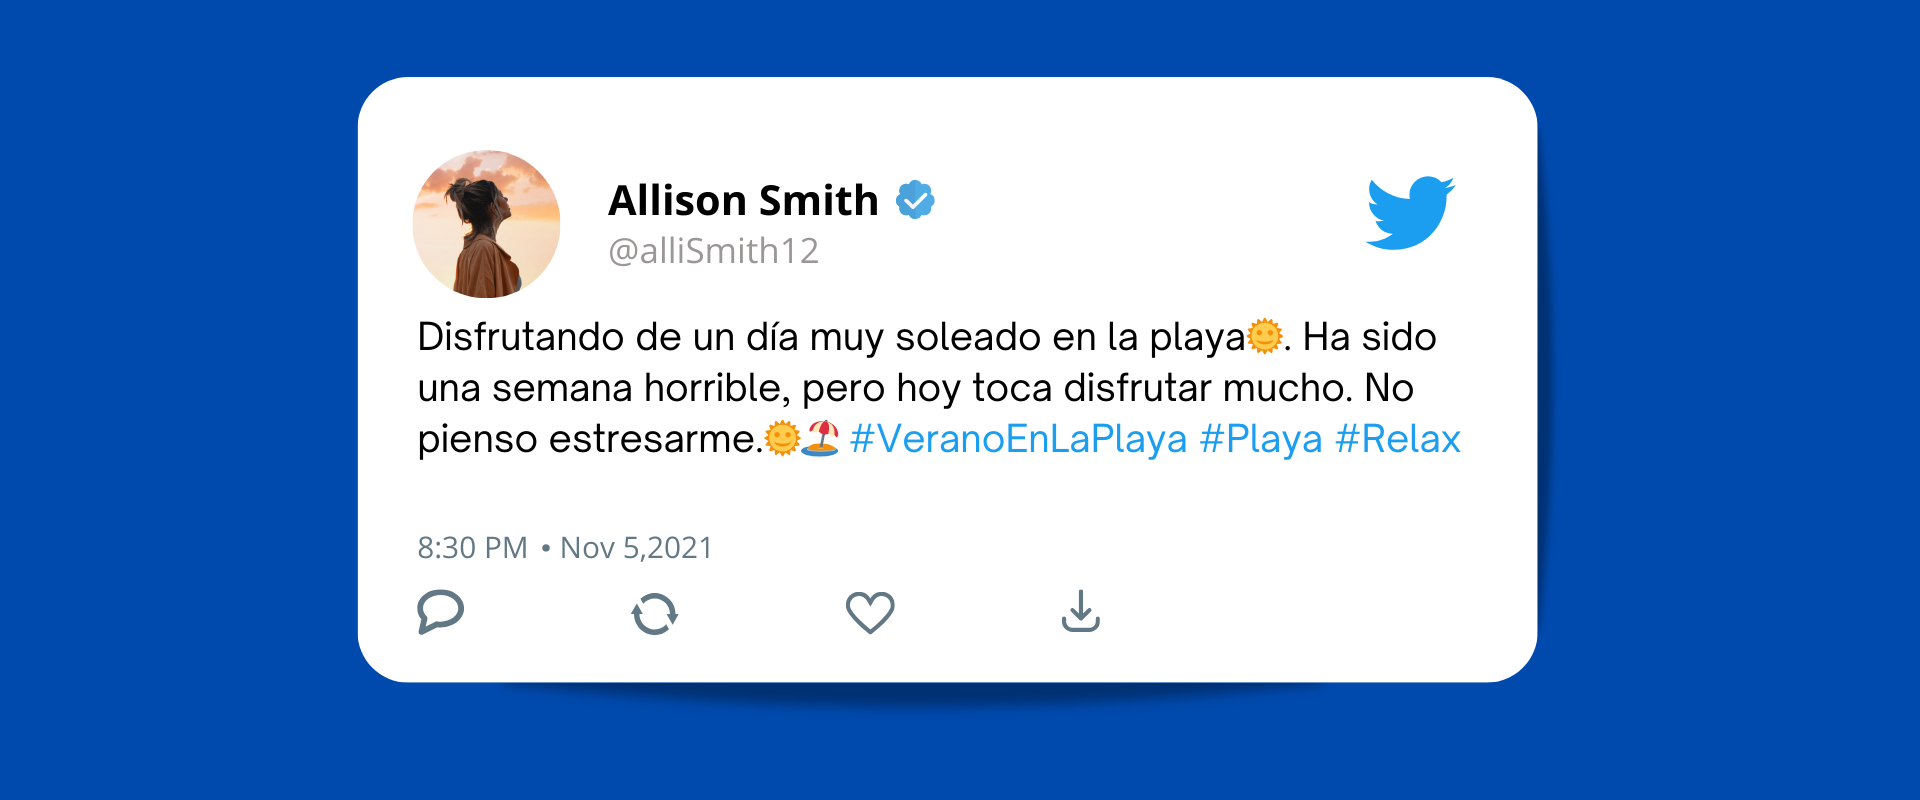 Allison Smith
@alliSmith12
Disfrutando de un día muy soleado en la playa🌞. Ha sido
una semana horrible, pero hoy toca disfrutar mucho. No
pienso estresarme.🌞🏖️ #VeranoEnLaPlaya #Playa #Relax
8:30 PM • Nov 5,2021